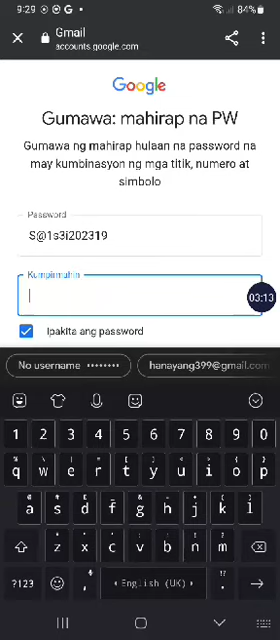 9:29 84%
Gmail
accounts.google.com
Google
Gumawa: mahirap na PW
Gumawa ng mahirap hulaan na password na
may kumbinasyon ng mga titik, numero at
simbolo
Password
S@1s3i202319
Kumpirmahin
03:13
Ipakita ang password
No username •••••••• hanayang399@gmail.com
1 2 3 4 5 6 7 8 9 0
q w e r t y u i o p
a s d f g h j k l
z x c v b n m
?123 , English (UK) .